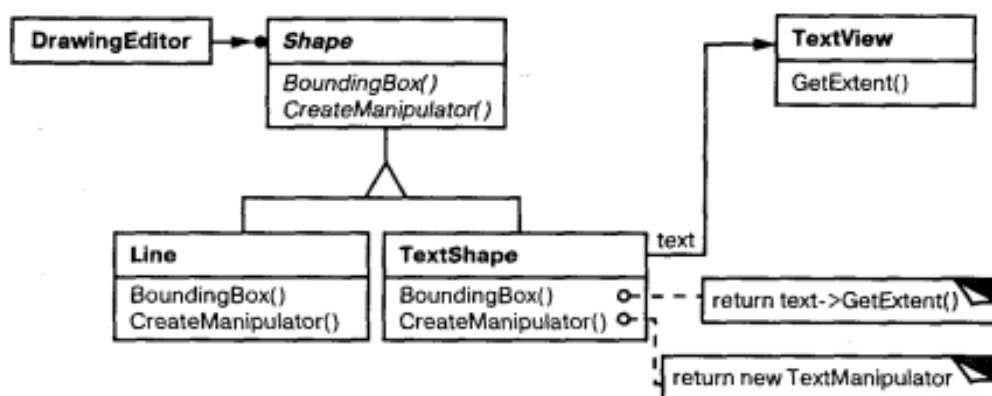 DrawingEditor
Shape
BoundingBox()
CreateManipulator()
TextView
GetExtent()
Line
BoundingBox()
CreateManipulator()
TextShape
BoundingBox()
CreateManipulator()
text
return text->GetExtent()
return new TextManipulator